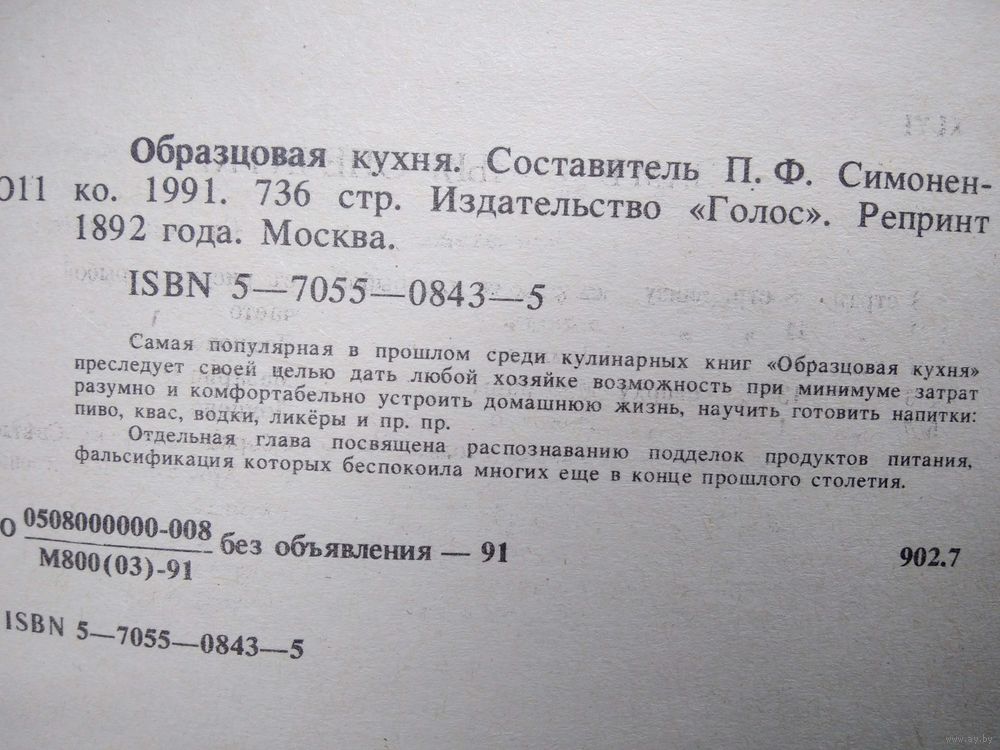 Образцовая кухня. Составитель П. Ф. Симонен-
О11 ко. 1991. 736 стр. Издательство «Голос». Репринт
1892 года. Москва.
ISBN 5—7055—0843—5
Самая популярная в прошлом среди кулинарных книг «Образцовая кухня»
преследует своей целью дать любой хозяйке возможность при минимуме затрат
разумно и комфортабельно устроить домашнюю жизнь, научить готовить напитки:
пиво, квас, водки, ликёры и пр. пр.
Отдельная глава посвящена распознаванию подделок продуктов питания,
фальсификация которых беспокоила многих еще в конце прошлого столетия.
О 0508000000-008
М800(03)-91
без объявления — 91
902.7
ISBN 5—7055—0843—5
www.ay.by